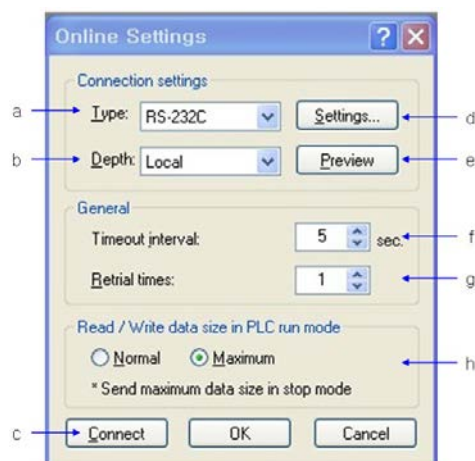 Online Settings
Connection settings
a
Type: RS-232C Settings... d
b Depth: Local Preview e
General
Timeout interval: 5 sec. f
Retrial times: 1 g
Read / Write data size in PLC run mode
Normal Maximum h
* Send maximum data size in stop mode
c Connect OK Cancel